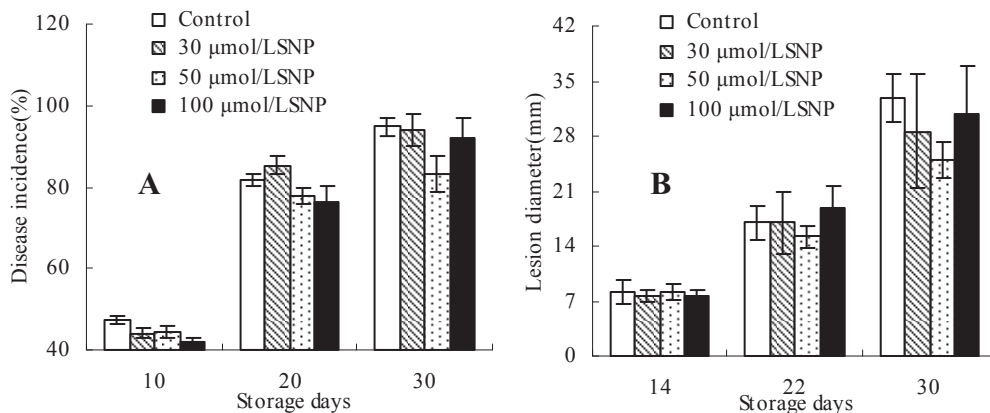 120
100
80
60
40
Disease incidence(%)
Control
30 μmol/LSNP
50 μmol/LSNP
100 μmol/LSNP
A
10 20 30
Storage days
42
35
28
21
14
7
0
Lesion diameter(mm)
Control
30 μmol/LSNP
50 μmol/LSNP
100 μmol/LSNP
B
14 22 30
Storage days